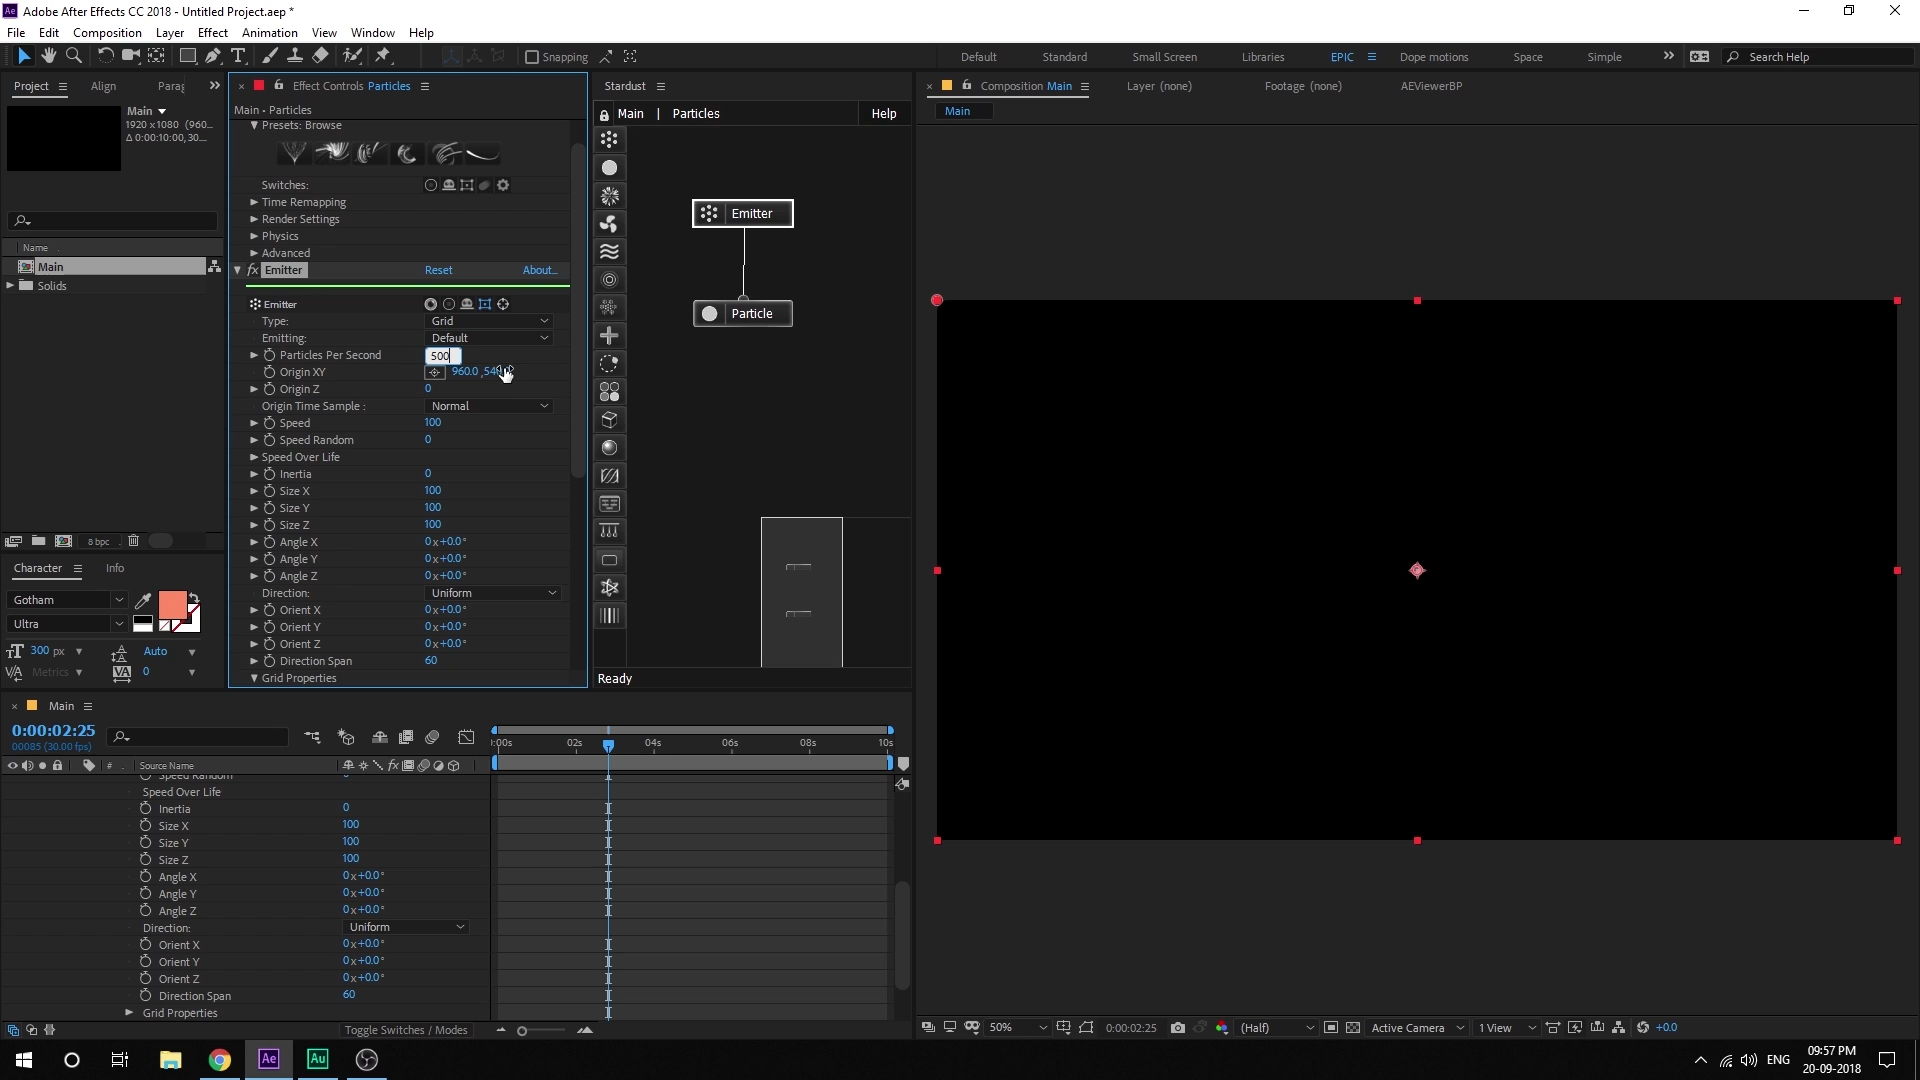 Adobe After Effects CC 2018 - Untitled Project.aep *
File Edit Composition Layer Effect Animation View Window Help
Snapping
Default Standard Small Screen Libraries EPIC Dope motions Space Simple
Search Help
Project Align Parag
Main
1920 x 1080 (960...
Δ 0:00:10:00, 30...
Name
Main
Solids
8 bpc
Character Info
Gotham
Ultra
300 px Auto
Metrics 0
Effect Controls Particles
Main • Particles
Presets: Browse
Switches:
Time Remapping
Render Settings
Physics
Advanced
fx Emitter Reset About...
Emitter
Type: Grid
Emitting: Default
Particles Per Second 500
Origin XY 960.0 ,54
Origin Z 0
Origin Time Sample : Normal
Speed 100
Speed Random 0
Speed Over Life
Inertia 0
Size X 100
Size Y 100
Size Z 100
Angle X 0x+0.0°
Angle Y 0x+0.0°
Angle Z 0x+0.0°
Direction: Uniform
Orient X 0x+0.0°
Orient Y 0x+0.0°
Orient Z 0x+0.0°
Direction Span 60
Grid Properties
Stardust
Main | Particles Help
Emitter
Particle
Ready
Composition Main Layer (none) Footage (none) AEViewerBP
Main
50% 0:00:02:25 (Half) Active Camera 1 View +0.0
Main
0:00:02:25
00085 (30.00 fps)
:00s 02s 04s 06s 08s 10s
# Source Name fx
Speed Random
Speed Over Life
Inertia 0
Size X 100
Size Y 100
Size Z 100
Angle X 0x+0.0°
Angle Y 0x+0.0°
Angle Z 0x+0.0°
Direction: Uniform
Orient X 0x+0.0°
Orient Y 0x+0.0°
Orient Z 0x+0.0°
Direction Span 60
Grid Properties
Toggle Switches / Modes
Ae Au
ENG
09:57 PM
20-09-2018